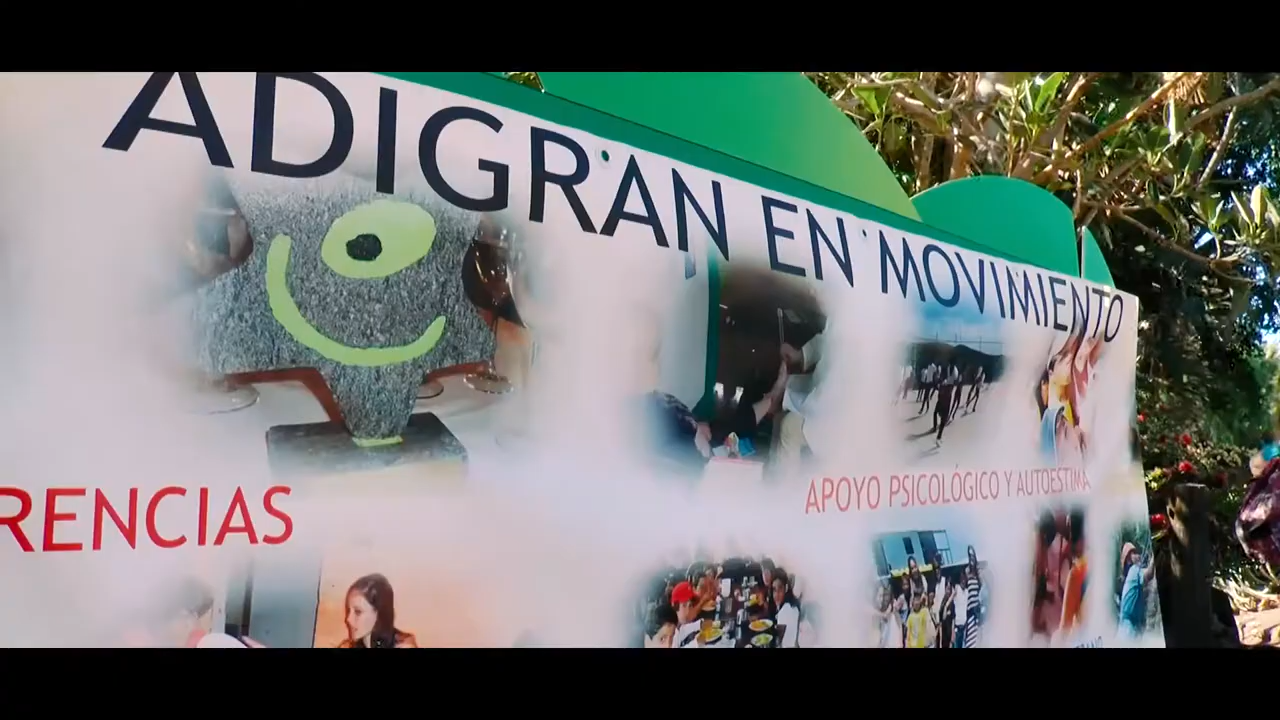 ADIGRAN EN MOVIMIENTO
RENCIAS
APOYO PSICOLÓGICO Y AUTOESTIMA